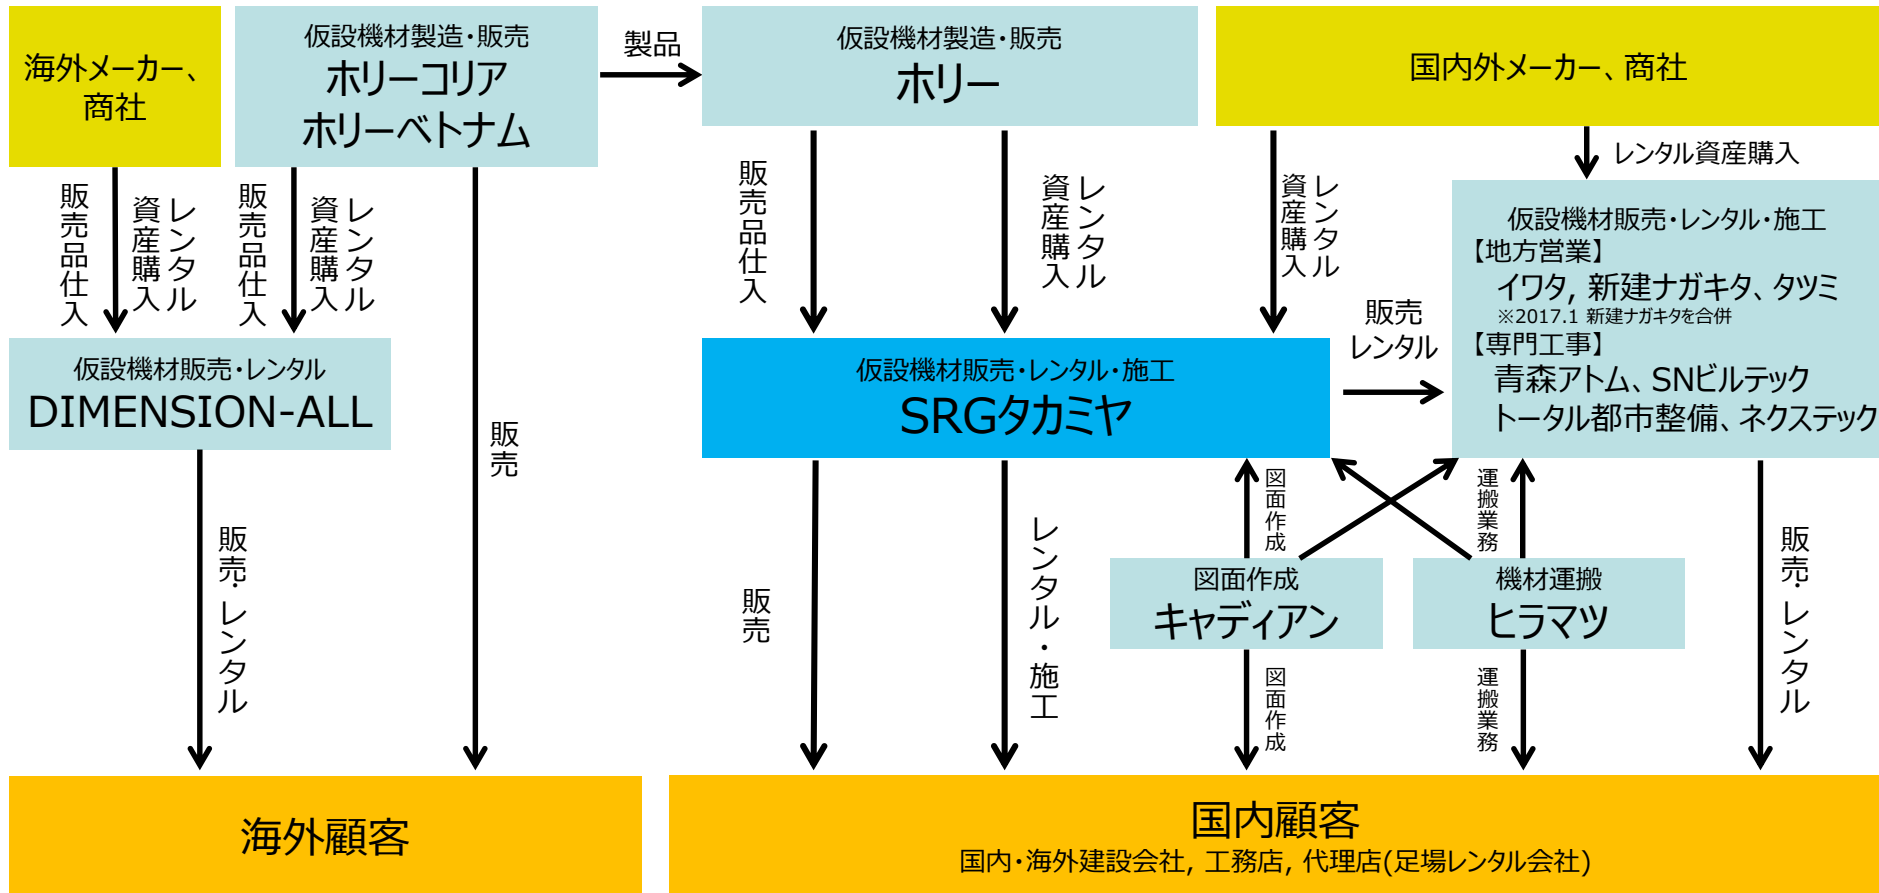 海外メーカー、
商社
仮設機材製造・販売
ホリーコリア
ホリーベトナム
製品
仮設機材製造・販売
ホリー
国内外メーカー、商社
販売品仕入
レンタル
資産購入
販売品仕入
レンタル
資産購入
販売品仕入
レンタル
資産購入
レンタル
資産購入
レンタル資産購入
仮設機材販売・レンタル・施工
【地方営業】
イワタ, 新建ナガキタ、タツミ
※2017.1 新建ナガキタを合併
【専門工事】
青森アトム、SNビルテック
トータル都市整備、ネクステック
販売
レンタル
仮設機材販売・レンタル
DIMENSION-ALL
仮設機材販売・レンタル・施工
SRGタカミヤ
販売
図面作成
運搬業務
販売・レンタル
販売
レンタル・施工
図面作成
キャディアン
機材運搬
ヒラマツ
販売・レンタル
図面作成
運搬業務
海外顧客
国内顧客
国内・海外建設会社, 工務店, 代理店(足場レンタル会社)